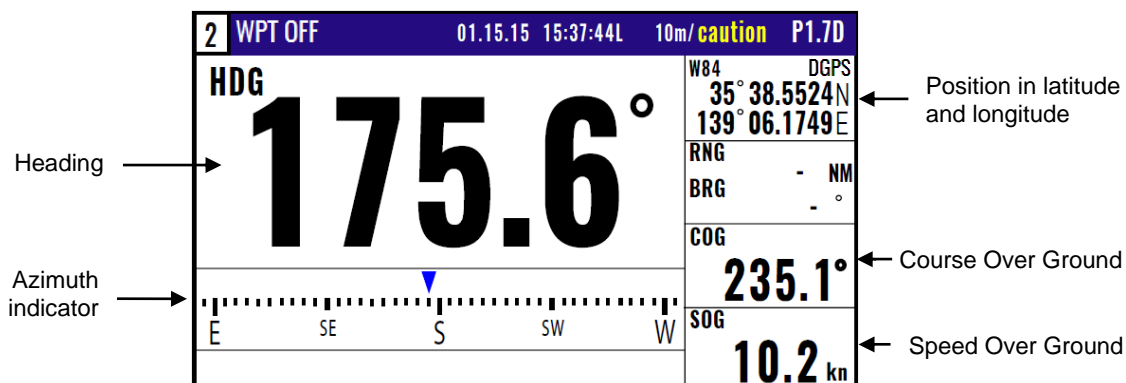 2 WPT OFF 01.15.15 15:37:44L 10m/ caution P1.7D
HDG
175.6°
W84 DGPS
35° 38.5524N
139° 06.1749E
RNG - NM
BRG - °
COG
235.1°
SOG
10.2 kn
E SE S SW W
Heading
Azimuth
indicator
Position in latitude
and longitude
Course Over Ground
Speed Over Ground